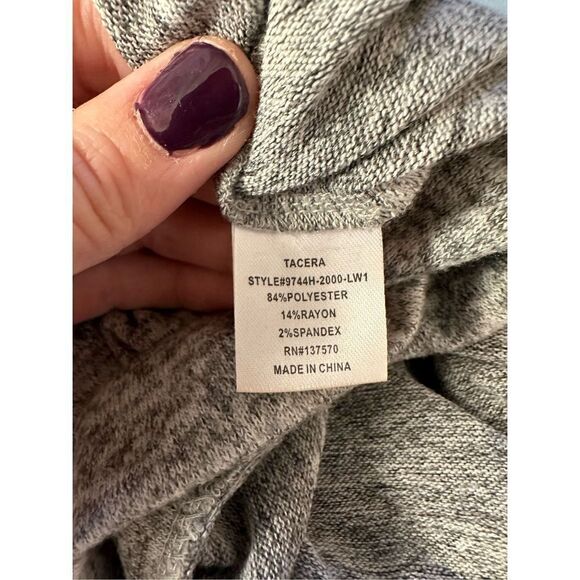 TACERA
STYLE#9744H-2000-LW1
84%POLYESTER
14%RAYON
2%SPANDEX
RN#137570
MADE IN CHINA